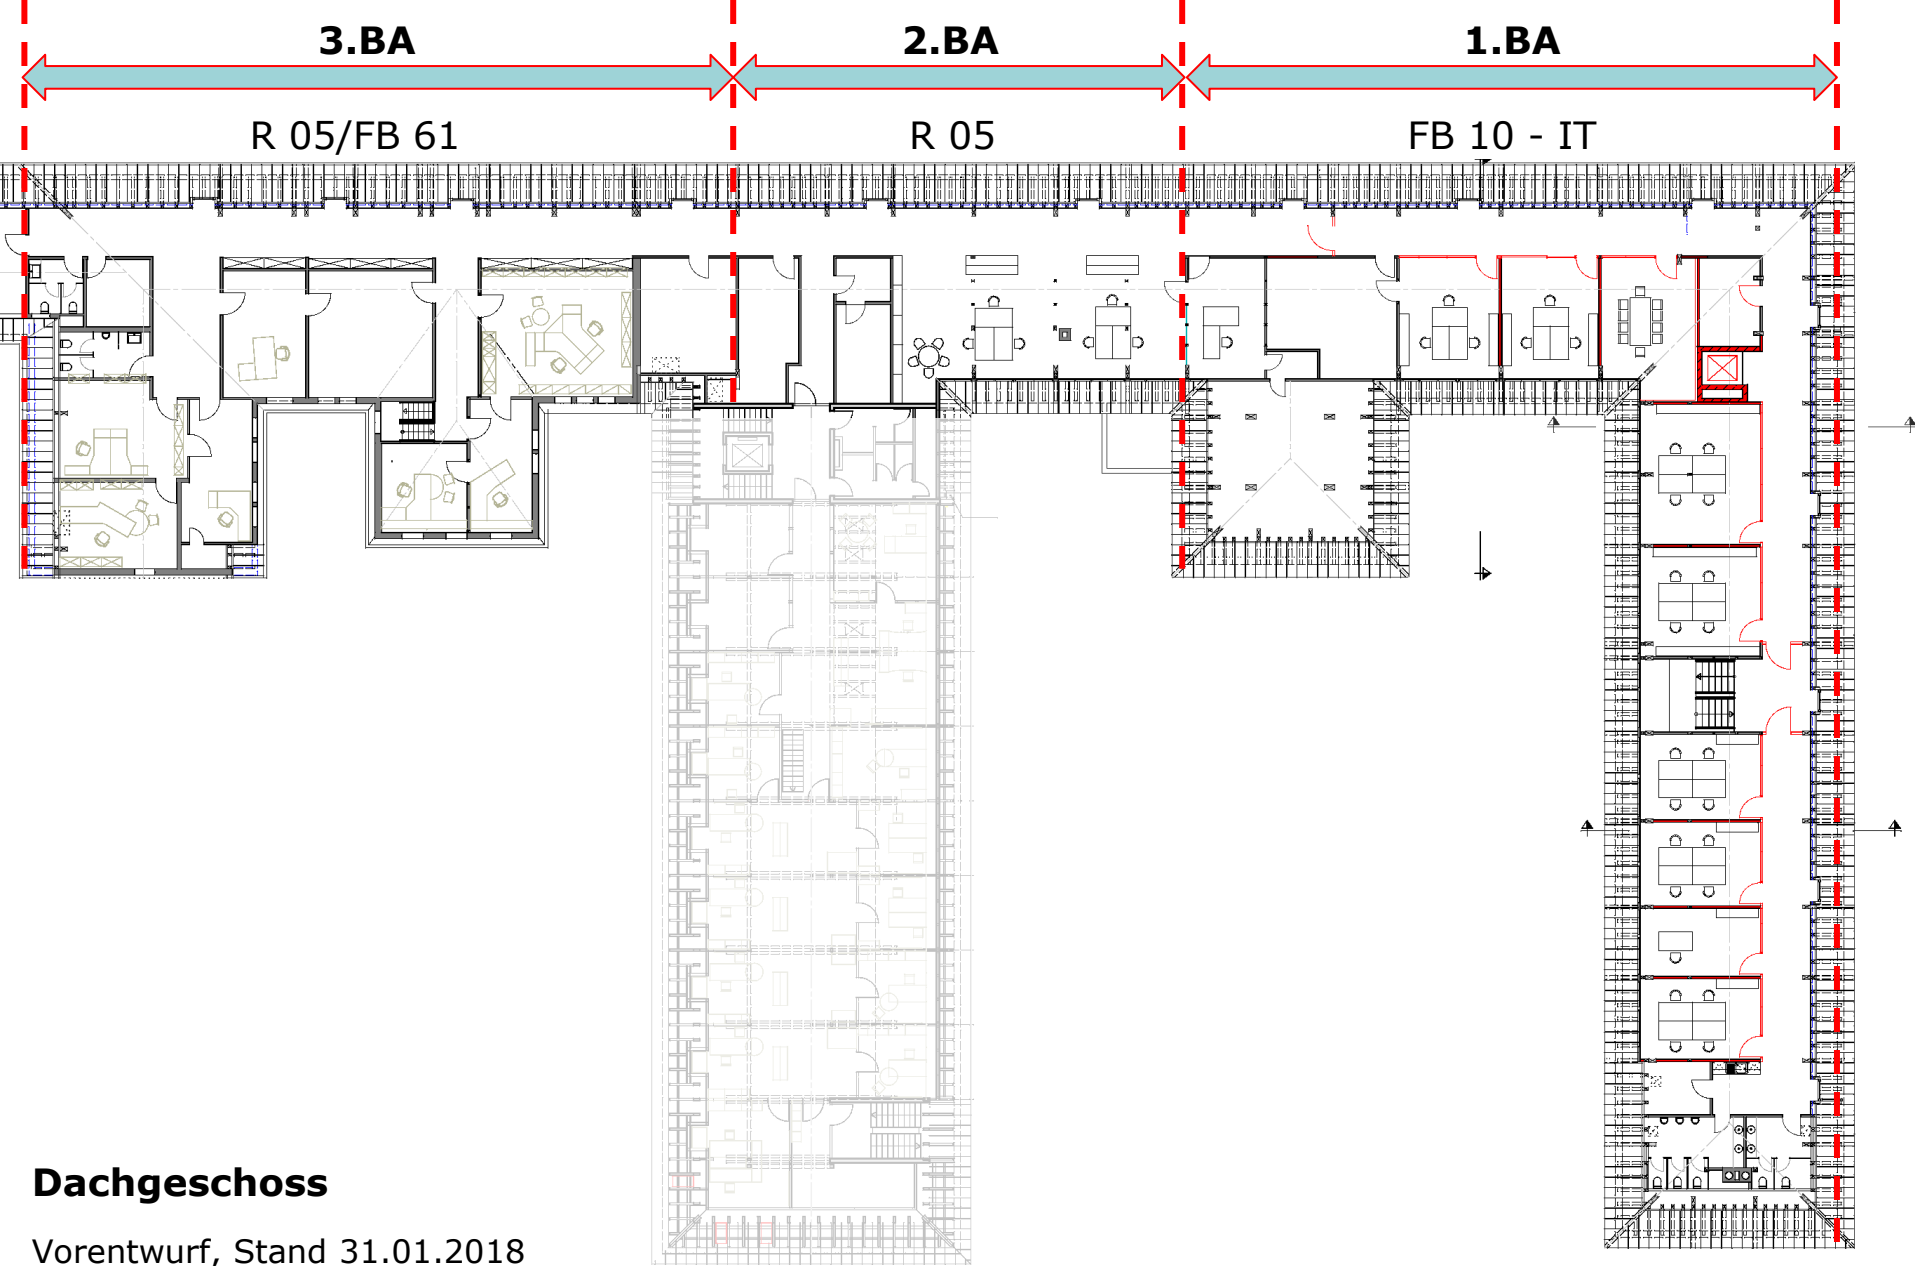 3.BA
2.BA
1.BA
R 05/FB 61
R 05
FB 10 - IT
Dachgeschoss
Vorentwurf, Stand 31.01.2018